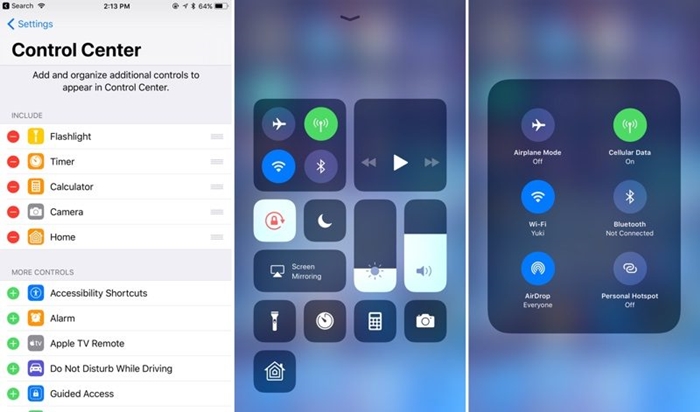 Search
2:13 PM
64%
Settings
Control Center
Add and organize additional controls to
appear in Control Center.
INCLUDE
Flashlight
Timer
Calculator
Camera
Home
MORE CONTROLS
Accessibility Shortcuts
Alarm
Apple TV Remote
Do Not Disturb While Driving
Guided Access
Screen
Mirroring
Airplane Mode
Off
Cellular Data
On
Wi-Fi
Yuki
Bluetooth
Not Connected
AirDrop
Everyone
Personal Hotspot
Off